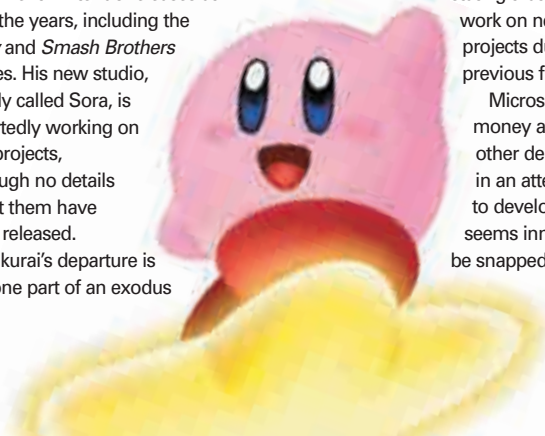 the years, including the
y and Smash Brothers
es. His new studio,
ly called Sora, is
rtedly working on
projects,
ugh no details
t them have
released.
kurai's departure is
one part of an exodus
work on ne
projects du
previous f
Micros
money a
other de
in an atte
to develo
seems inn
be snapped